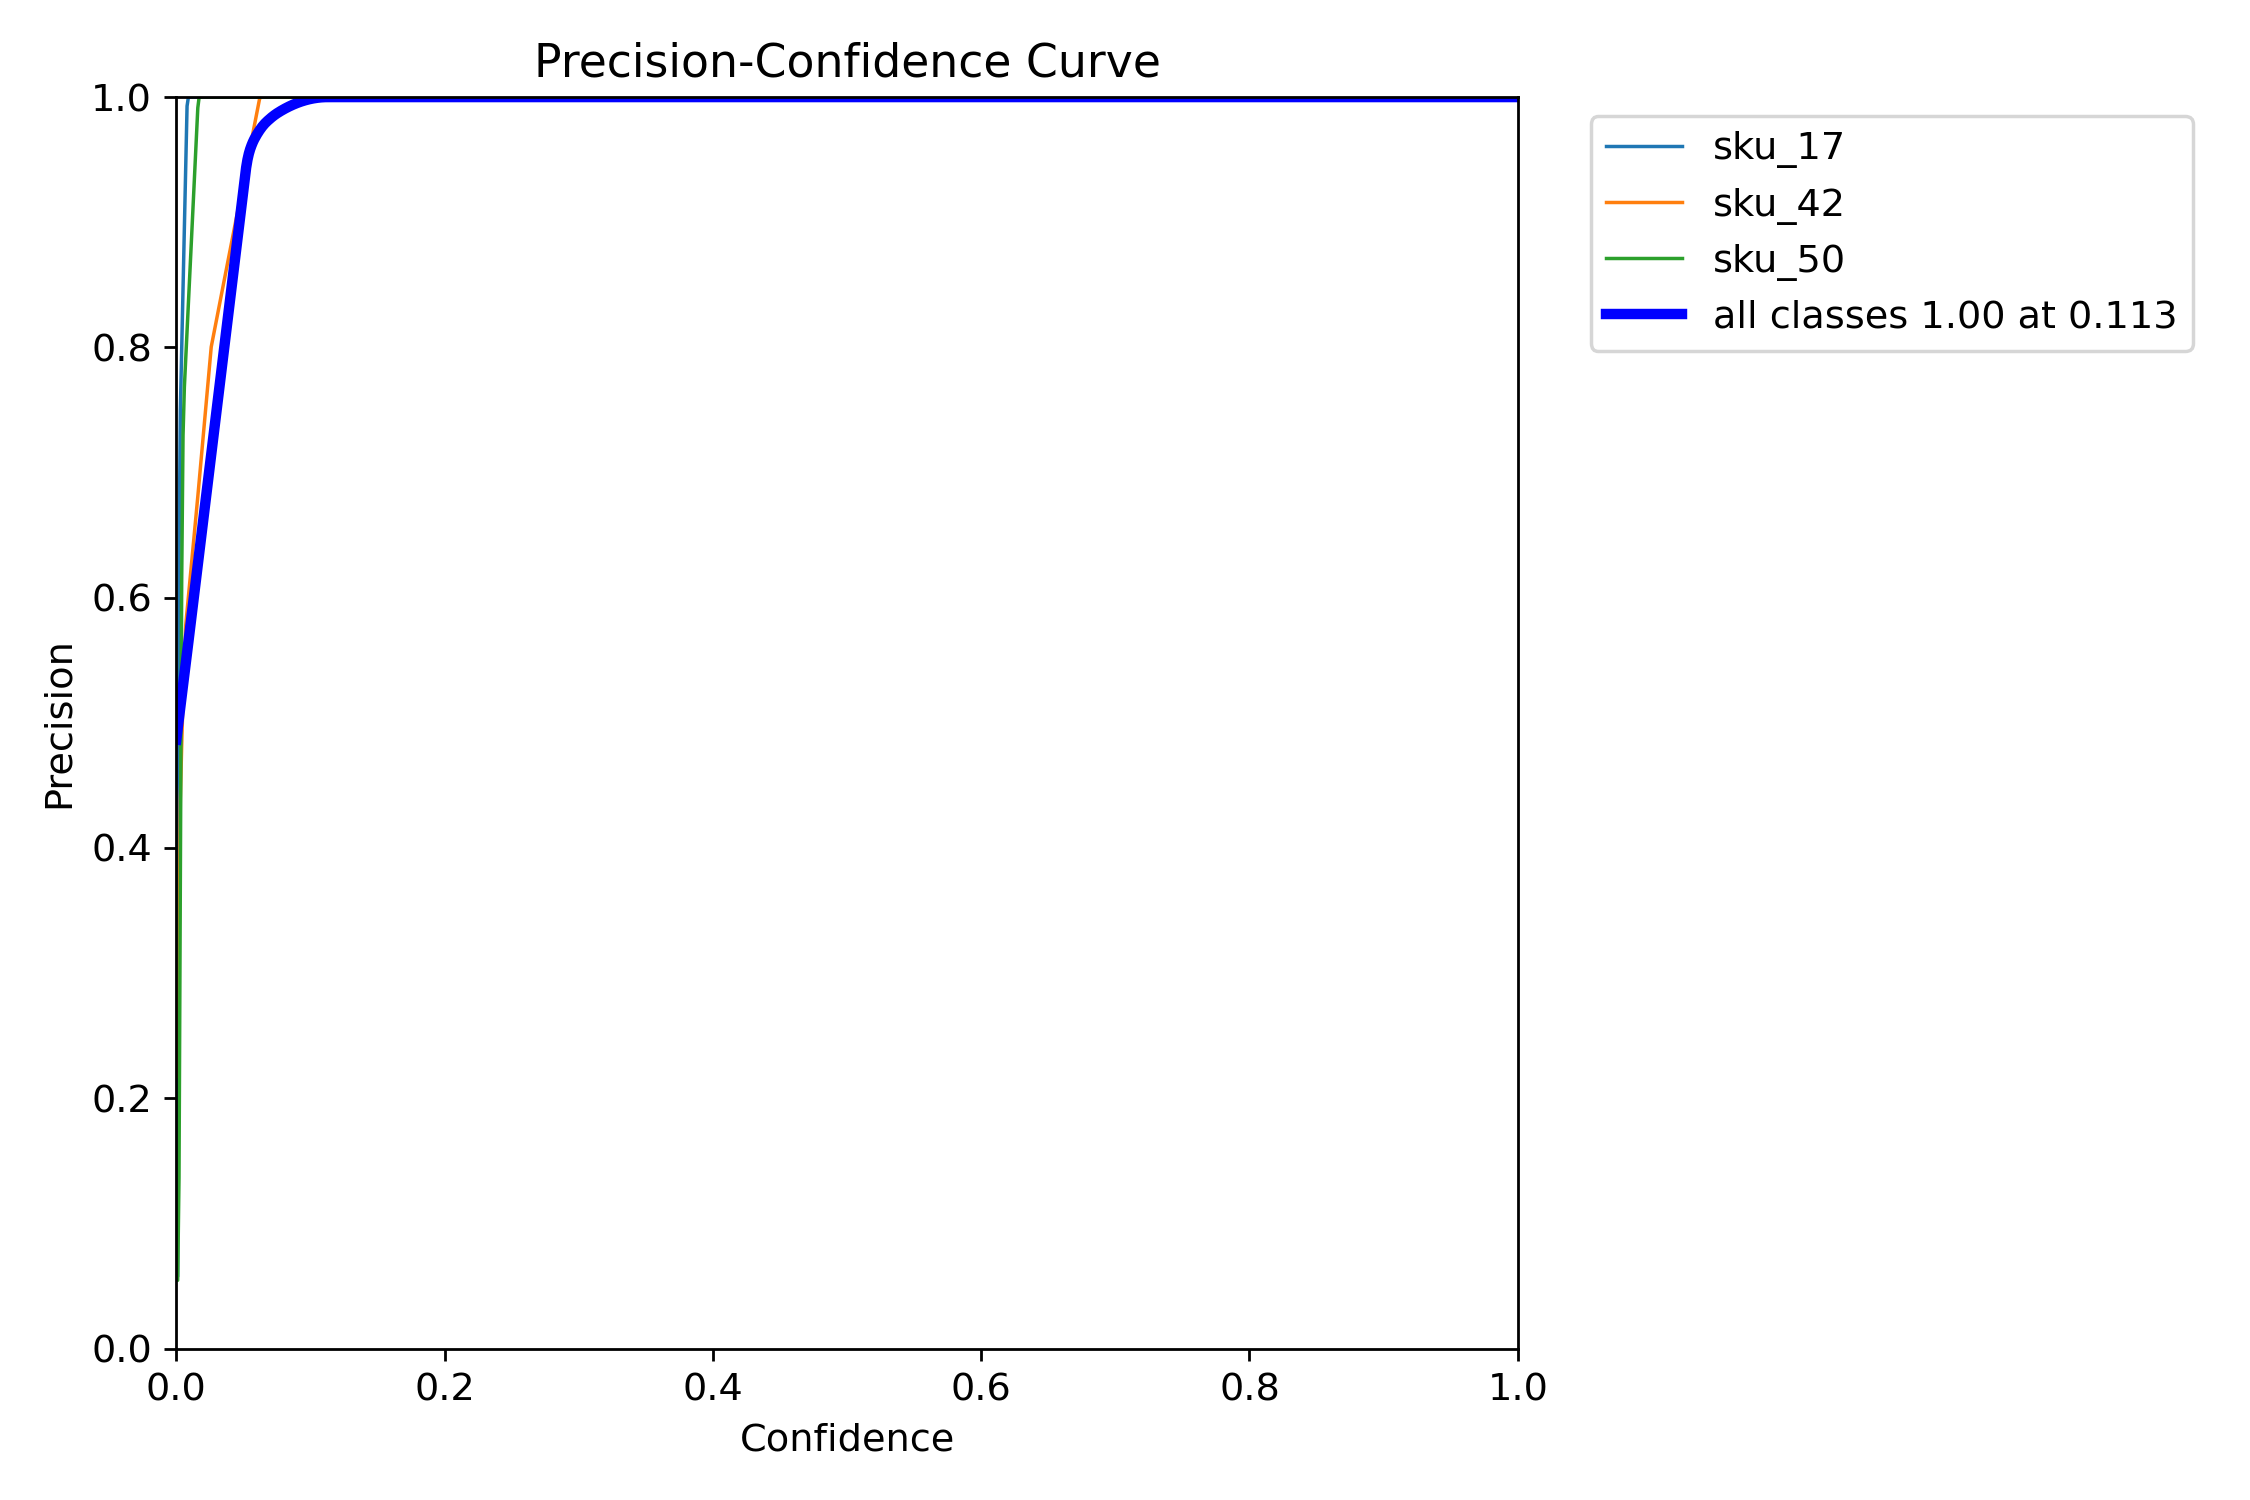 Precision-Confidence Curve
1.0
0.8
0.6
0.4
0.2
0.0
Precision
0.0 0.2 0.4 0.6 0.8 1.0
Confidence
sku_17
sku_42
sku_50
all classes 1.00 at 0.113